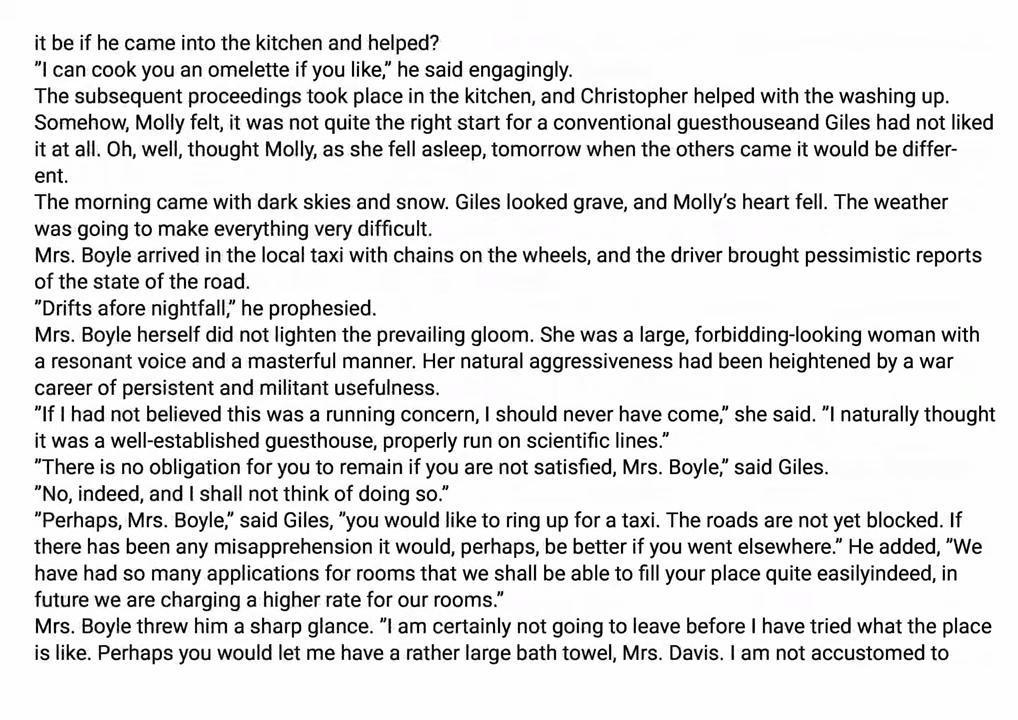 it be if he came into the kitchen and helped?
”I can cook you an omelette if you like,” he said engagingly.
The subsequent proceedings took place in the kitchen, and Christopher helped with the washing up.
Somehow, Molly felt, it was not quite the right start for a conventional guesthouseand Giles had not liked
it at all. Oh, well, thought Molly, as she fell asleep, tomorrow when the others came it would be differ-
ent.
The morning came with dark skies and snow. Giles looked grave, and Molly’s heart fell. The weather
was going to make everything very difficult.
Mrs. Boyle arrived in the local taxi with chains on the wheels, and the driver brought pessimistic reports
of the state of the road.
”Drifts afore nightfall,” he prophesied.
Mrs. Boyle herself did not lighten the prevailing gloom. She was a large, forbidding-looking woman with
a resonant voice and a masterful manner. Her natural aggressiveness had been heightened by a war
career of persistent and militant usefulness.
”If I had not believed this was a running concern, I should never have come,” she said. ”I naturally thought
it was a well-established guesthouse, properly run on scientific lines.”
”There is no obligation for you to remain if you are not satisfied, Mrs. Boyle,” said Giles.
”No, indeed, and I shall not think of doing so.”
”Perhaps, Mrs. Boyle,” said Giles, ”you would like to ring up for a taxi. The roads are not yet blocked. If
there has been any misapprehension it would, perhaps, be better if you went elsewhere.” He added, ”We
have had so many applications for rooms that we shall be able to fill your place quite easilyindeed, in
future we are charging a higher rate for our rooms.”
Mrs. Boyle threw him a sharp glance. ”I am certainly not going to leave before I have tried what the place
is like. Perhaps you would let me have a rather large bath towel, Mrs. Davis. I am not accustomed to